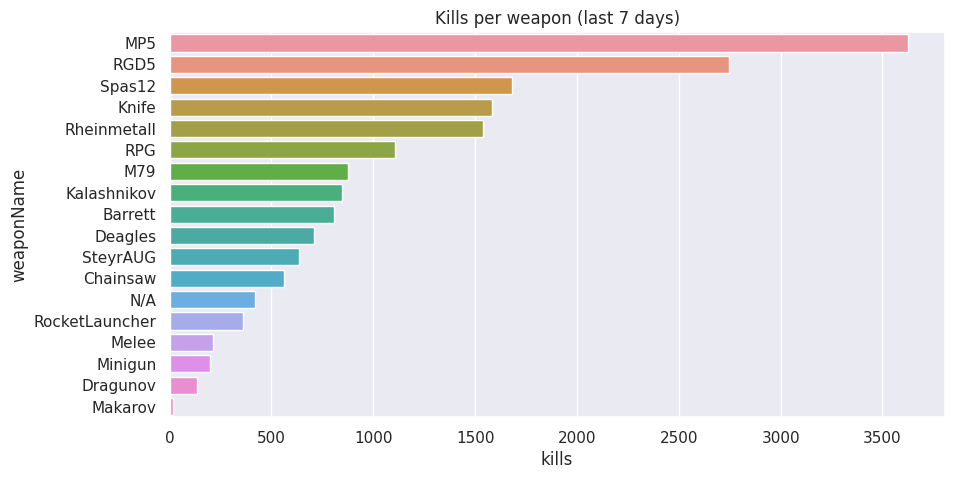 Kills per weapon (last 7 days)
weaponName
MP5
RGD5
Spas12
Knife
Rheinmetall
RPG
M79
Kalashnikov
Barrett
Deagles
SteyrAUG
Chainsaw
N/A
RocketLauncher
Melee
Minigun
Dragunov
Makarov
0 500 1000 1500 2000 2500 3000 3500
kills